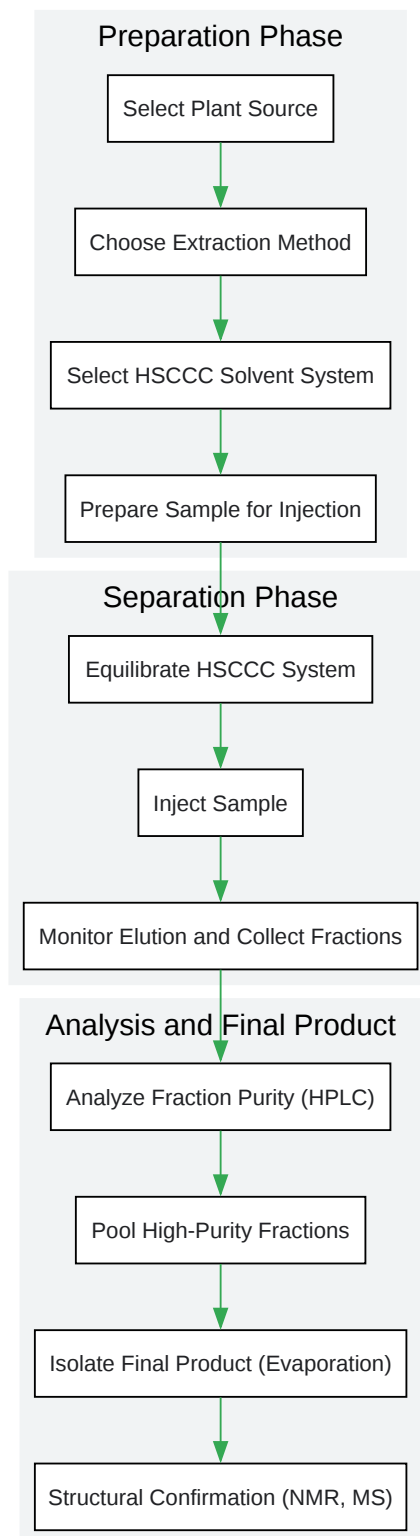 Preparation Phase
Select Plant Source
Choose Extraction Method
Select HSCCC Solvent System
Prepare Sample for Injection
Separation Phase
Equilibrate HSCCC System
Inject Sample
Monitor Elution and Collect Fractions
Analysis and Final Product
Analyze Fraction Purity (HPLC)
Pool High-Purity Fractions
Isolate Final Product (Evaporation)
Structural Confirmation (NMR, MS)